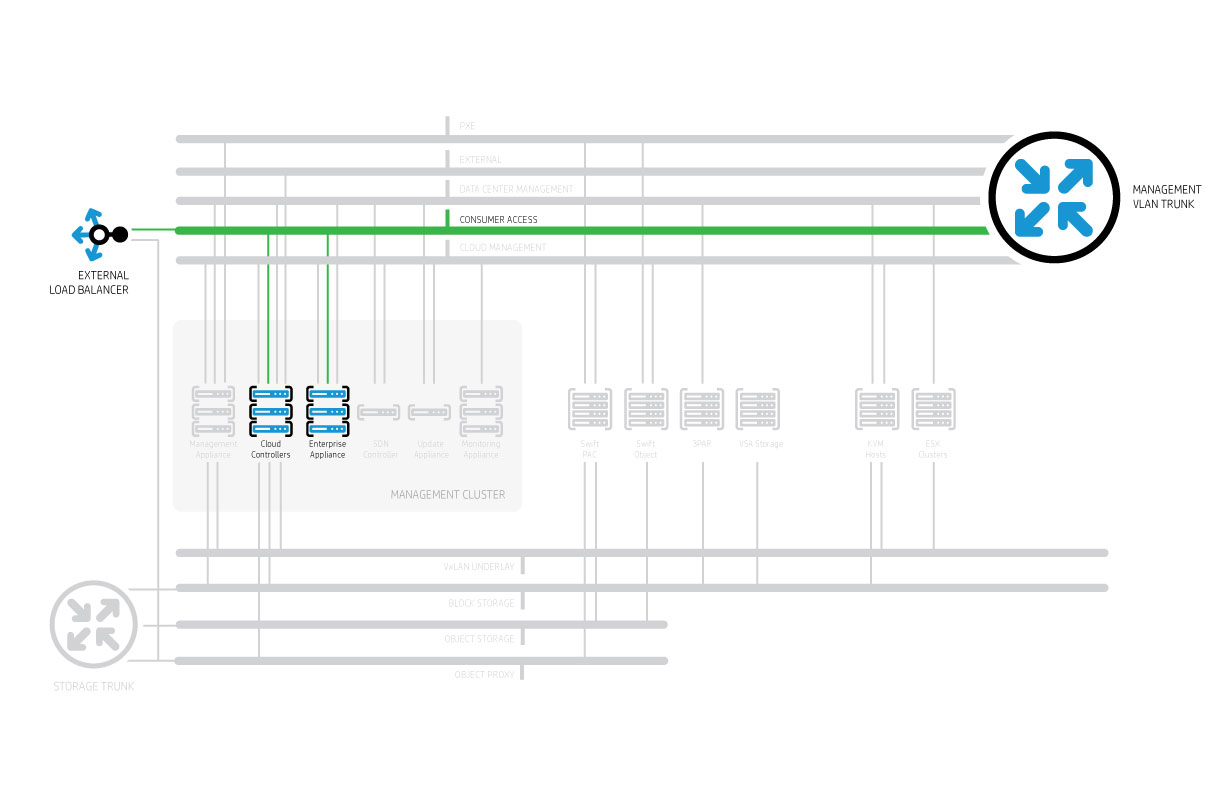 PXE
EXTERNAL
DATA CENTER MANAGEMENT
CONSUMER ACCESS
CLOUD MANAGEMENT
MANAGEMENT
VLAN TRUNK
EXTERNAL
LOAD BALANCER
Management
Appliance
Cloud
Controllers
Enterprise
Appliance
SDN
Controller
Update
Appliance
Monitoring
Appliance
Swift
PAC
Swift
Object
3PAR
VSA Storage
KVM
Hosts
ESX
Clusters
MANAGEMENT CLUSTER
VxLAN UNDERLAY
BLOCK STORAGE
OBJECT STORAGE
OBJECT PROXY
STORAGE TRUNK